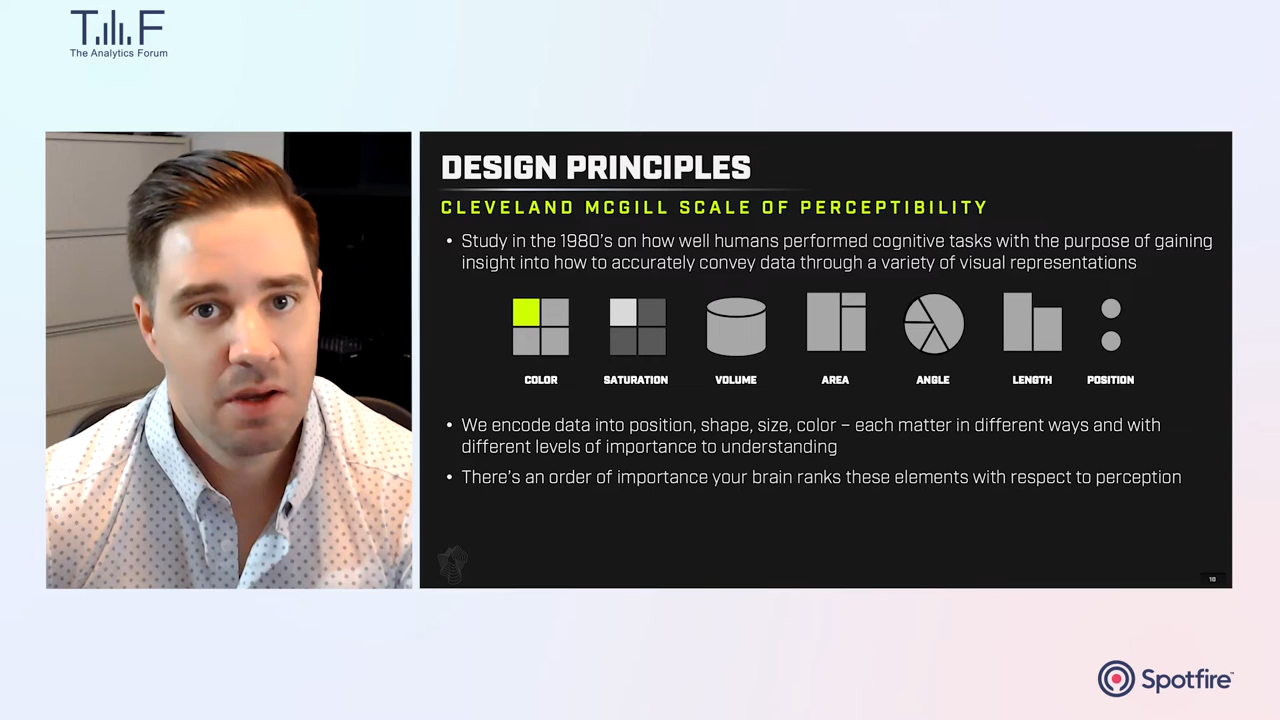 T F
The Analytics Forum
DESIGN PRINCIPLES
CLEVELAND MCGILL SCALE OF PERCEPTIBILITY
• Study in the 1980's on how well humans performed cognitive tasks with the purpose of gaining
insight into how to accurately convey data through a variety of visual representations
COLOR SATURATION VOLUME AREA ANGLE LENGTH POSITION
• We encode data into position, shape, size, color – each matter in different ways and with
different levels of importance to understanding
• There's an order of importance your brain ranks these elements with respect to perception
10
Spotfire™